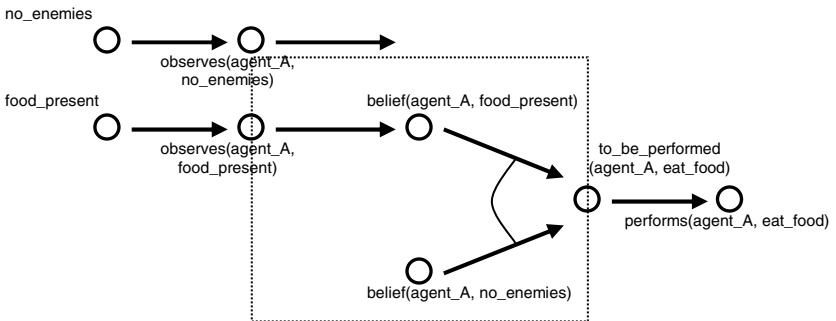 no_enemies
observes(agent_A,
no_enemies)
food_present
belief(agent_A, food_present)
observes(agent_A,
food_present)
to_be_performed
(agent_A, eat_food)
performs(agent_A, eat_food)
belief(agent_A, no_enemies)